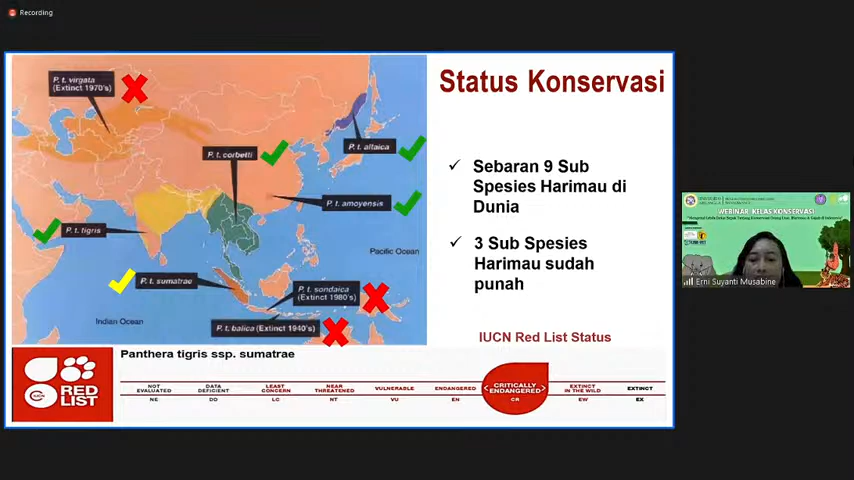 Recording
Status Konservasi
P. t. virgata
(Extinct 1970's)
P. t. corbetti
P. t. altaica
P. t. amoyensis
P. t. tigris
P. t. sumatrae
P. t. sondaica
(Extinct 1980's)
P. t. balica (Extinct 1940's)
Pacific Ocean
Indian Ocean
✓ Sebaran 9 Sub
Spesies Harimau di
Dunia
✓ 3 Sub Spesies
Harimau sudah
punah
IUCN Red List Status
Panthera tigris ssp. sumatrae
IUCN
RED
LIST
NOT
EVALUATED
NE
DATA
DEFICIENT
DD
LEAST
CONCERN
LC
NEAR
THREATENED
NT
VULNERABLE
VU
ENDANGERED
EN
CRITICALLY
ENDANGERED
CR
EXTINCT
IN THE WILD
EW
EXTINCT
EX
WEBINAR: KELAS KONSERVASI
Erni Suyanti Musabine